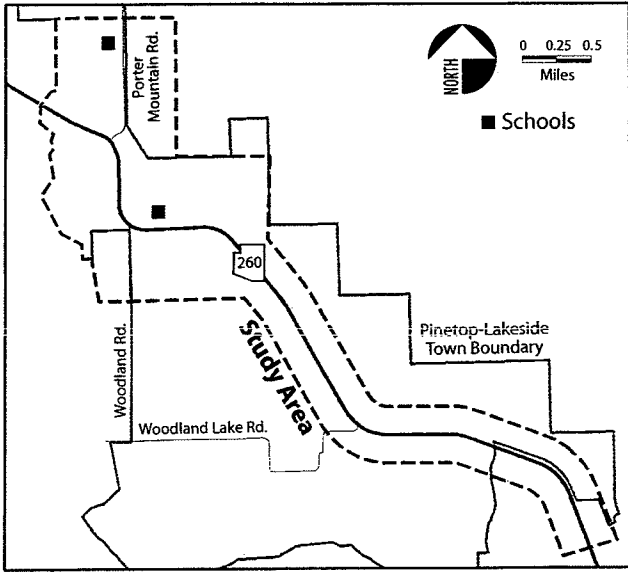 Porter
Mountain Rd.
NORTH
0 0.25 0.5
Miles
Schools
260
Pinetop-Lakeside
Town Boundary
Study Area
Woodland Rd.
Woodland Lake Rd.